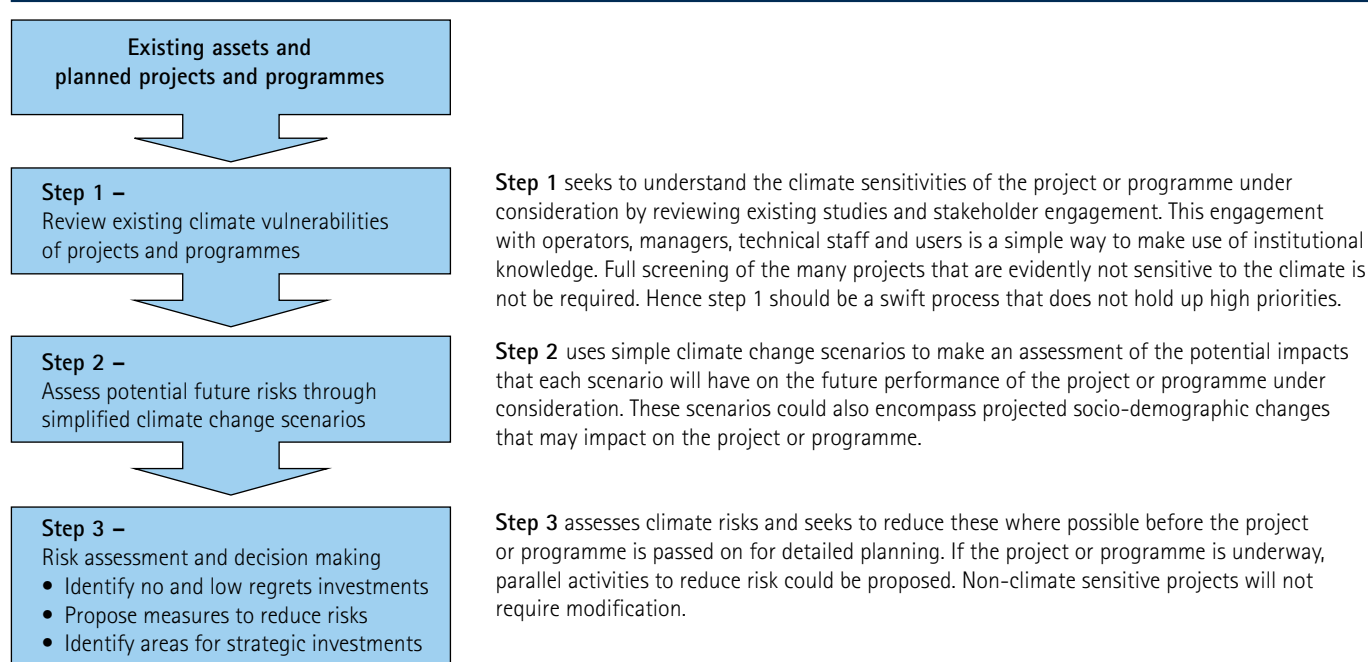 Existing assets and
planned projects and programmes
Step 1 –
Review existing climate vulnerabilities
of projects and programmes
Step 1 seeks to understand the climate sensitivities of the project or programme under
consideration by reviewing existing studies and stakeholder engagement. This engagement
with operators, managers, technical staff and users is a simple way to make use of institutional
knowledge. Full screening of the many projects that are evidently not sensitive to the climate is
not be required. Hence step 1 should be a swift process that does not hold up high priorities.
Step 2 –
Assess potential future risks through
simplified climate change scenarios
Step 2 uses simple climate change scenarios to make an assessment of the potential impacts
that each scenario will have on the future performance of the project or programme under
consideration. These scenarios could also encompass projected socio-demographic changes
that may impact on the project or programme.
Step 3 –
Risk assessment and decision making
• Identify no and low regrets investments
• Propose measures to reduce risks
• Identify areas for strategic investments
Step 3 assesses climate risks and seeks to reduce these where possible before the project
or programme is passed on for detailed planning. If the project or programme is underway,
parallel activities to reduce risk could be proposed. Non-climate sensitive projects will not
require modification.